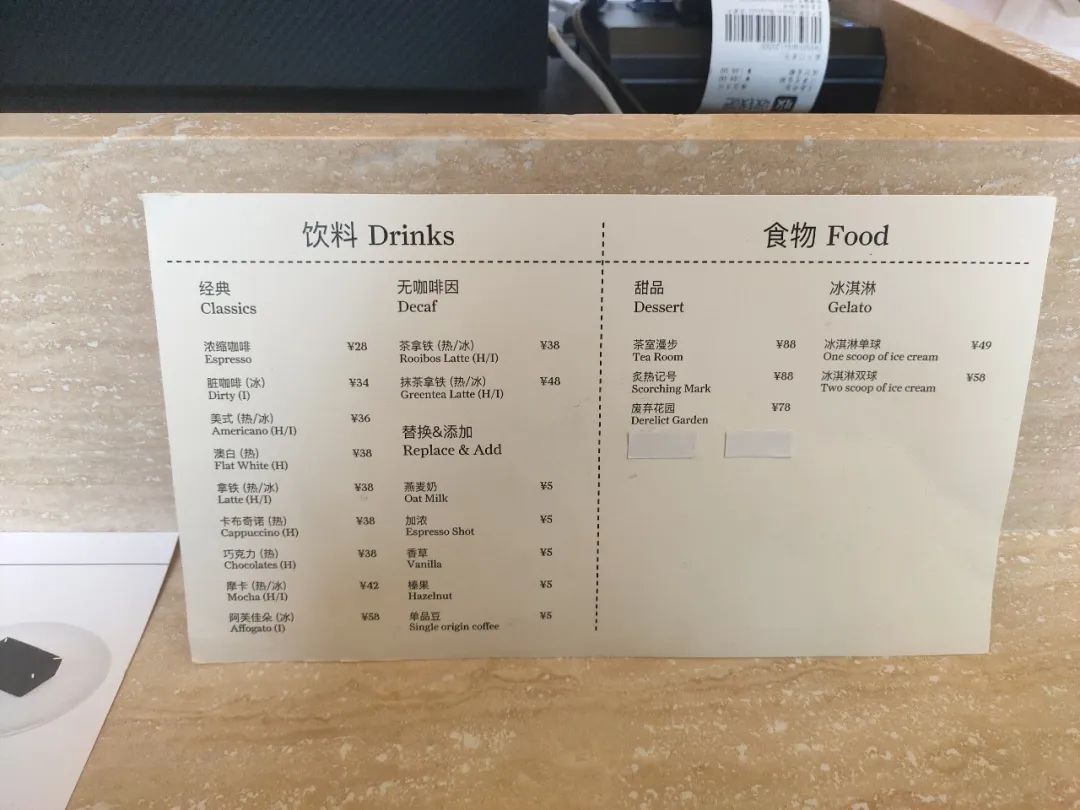 饮料 Drinks
经典
Classics
浓缩咖啡 ¥28
Espresso
脏咖啡（冰） ¥34
Dirty (I)
美式（热/冰） ¥36
Americano (H/I)
澳白（热） ¥38
Flat White (H)
拿铁（热/冰） ¥38
Latte (H/I)
卡布奇诺（热） ¥38
Cappuccino (H)
巧克力（热） ¥38
Chocolates (H)
摩卡（热/冰） ¥42
Mocha (H/I)
阿芙佳朵（冰） ¥58
Affogato (I)
无咖啡因
Decaf
茶拿铁（热/冰） ¥38
Rooibos Latte (H/I)
抹茶拿铁（热/冰） ¥48
Greentea Latte (H/I)
替换&添加
Replace & Add
燕麦奶 ¥5
Oat Milk
加浓 ¥5
Espresso Shot
香草 ¥5
Vanilla
榛果 ¥5
Hazelnut
单品豆 ¥5
Single origin coffee
食物 Food
甜品
Dessert
茶室漫步 ¥88
Tea Room
炙热记号 ¥88
Scorching Mark
废弃花园 ¥78
Derelict Garden
冰淇淋
Gelato
冰淇淋单球 ¥49
One scoop of ice cream
冰淇淋双球 ¥58
Two scoop of ice cream